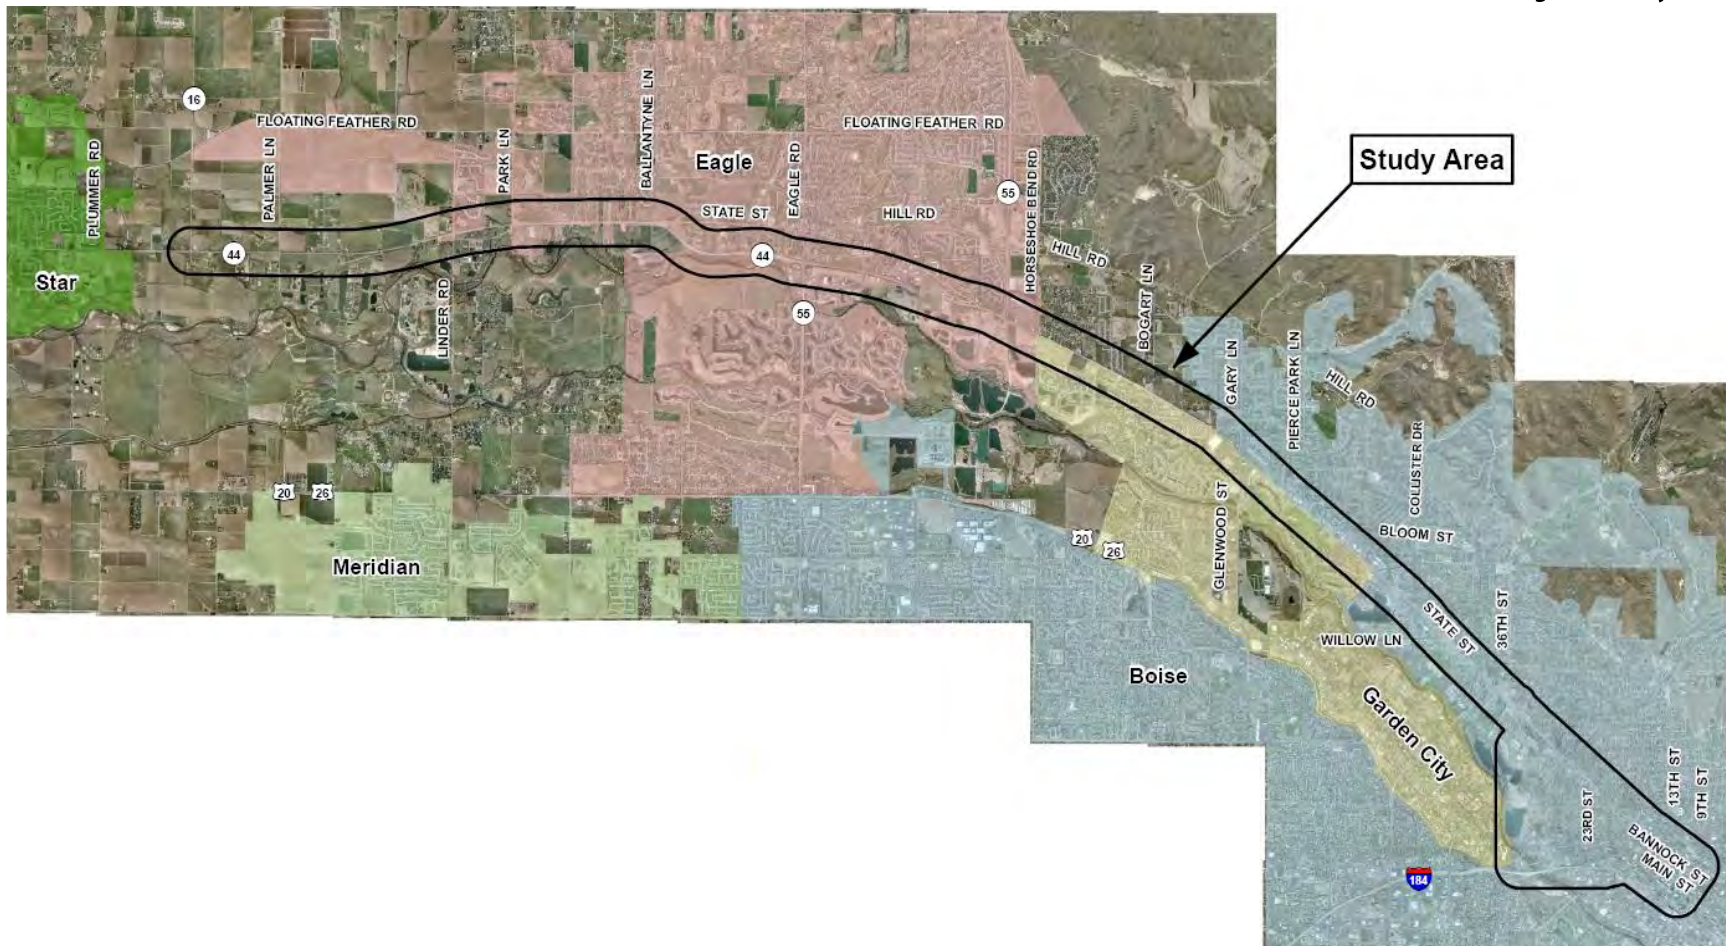 16
FLOATING FEATHER RD
FLOATING FEATHER RD
PLUMMER RD
PALMER LN
PARK LN
BALLANTYNE LN
Eagle
EAGLE RD
HORSESHOE BEND RD
55
Study Area
STATE ST
HILL RD
44
44
HILL RD
BOGART LN
Star
LINDER RD
55
GARY LN
PIERCE PARK LN
HILL RD
COLLISTER DR
20
26
Meridian
GLENWOOD ST
20
26
BLOOM ST
36TH ST
STATE ST
WILLOW LN
Boise
Garden City
23RD ST
13TH ST
9TH ST
BANNOCK ST
MAIN ST
184